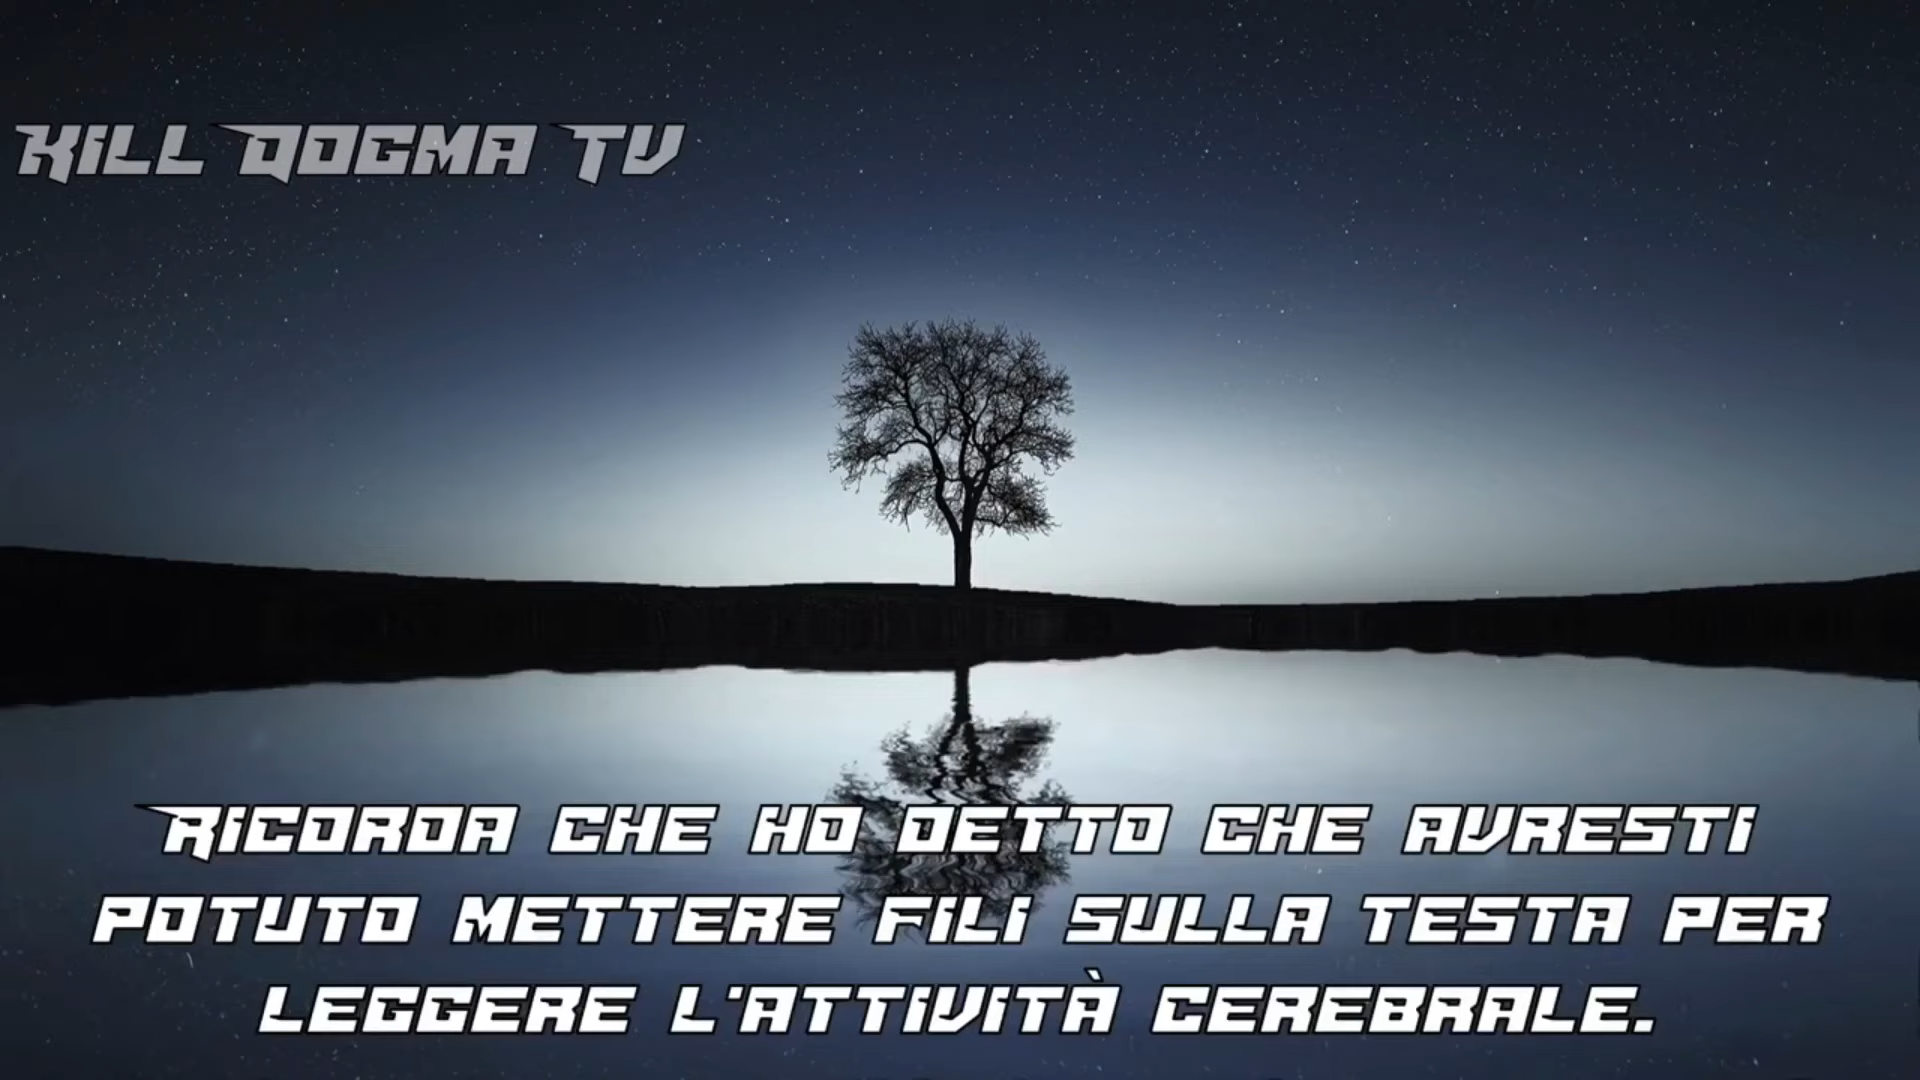 Kill Dogma TV
Ricorda che ho detto che avresti
potuto mettere fili sulla testa per
leggere l'attività cerebrale.